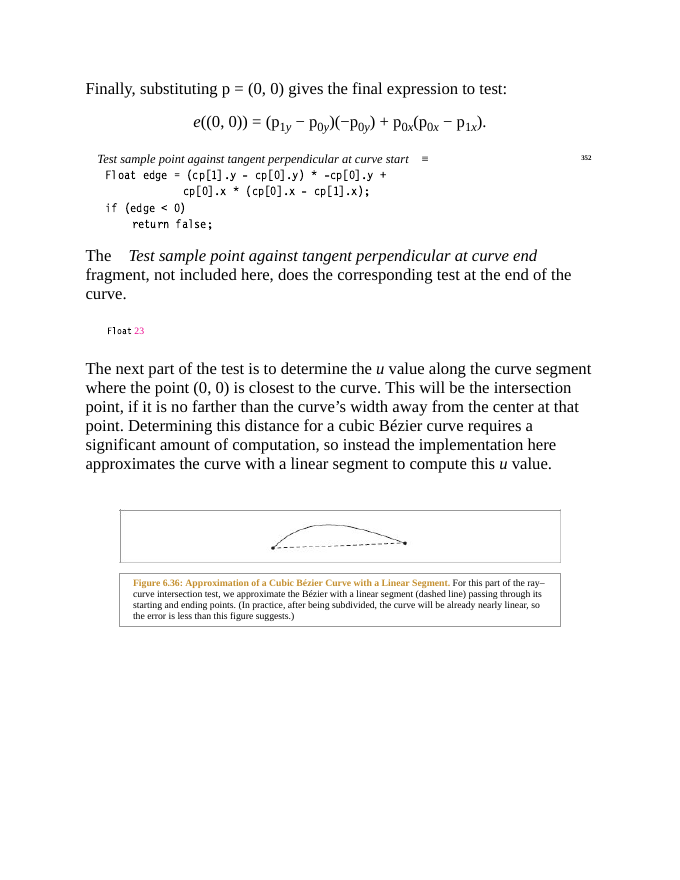 Finally, substituting p = (0, 0) gives the final expression to test:
e((0, 0)) = (p1y − p0y)(−p0y) + p0x(p0x − p1x).
Test sample point against tangent perpendicular at curve start ≡ 352
Float edge = (cp[1].y - cp[0].y) * -cp[0].y +
cp[0].x * (cp[0].x - cp[1].x);
if (edge < 0)
return false;
The Test sample point against tangent perpendicular at curve end
fragment, not included here, does the corresponding test at the end of the
curve.
Float 23
The next part of the test is to determine the u value along the curve segment
where the point (0, 0) is closest to the curve. This will be the intersection
point, if it is no farther than the curve’s width away from the center at that
point. Determining this distance for a cubic Bézier curve requires a
significant amount of computation, so instead the implementation here
approximates the curve with a linear segment to compute this u value.
Figure 6.36: Approximation of a Cubic Bézier Curve with a Linear Segment. For this part of the ray–
curve intersection test, we approximate the Bézier with a linear segment (dashed line) passing through its
starting and ending points. (In practice, after being subdivided, the curve will be already nearly linear, so
the error is less than this figure suggests.)